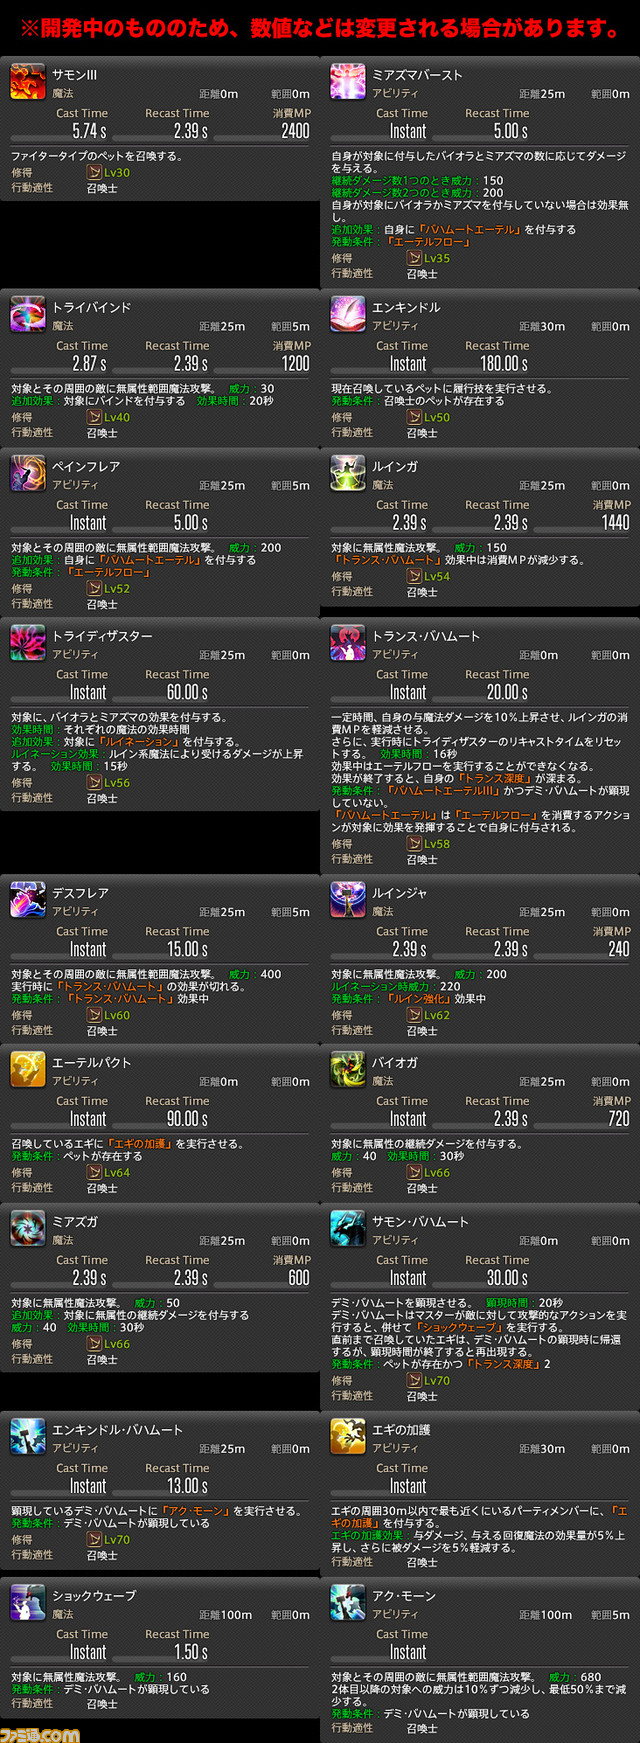 ※開発中のもののため、数値などは変更される場合があります。
サモンIII
魔法
距離0m
範囲0m
Cast Time
Recast Time
消費MP
5.74 s
2.39 s
2400
ファイタータイプのペットを召喚する。
修得
Lv30
行動適性
召喚士
ミアズマバースト
アビリティ
距離25m
範囲0m
Cast Time
Recast Time
Instant
5.00 s
自身が対象に付与したバイオラとミアズマの数に応じてダメージ
を与える。
継続ダメージ数1つのとき威力：150
継続ダメージ数2つのとき威力：200
自身が対象にバイオラかミアズマを付与していない場合は効果無
し。
追加効果：自身に「バハムートエーテル」を付与する
発動条件：「エーテルフロー」
修得
Lv35
行動適性
召喚士
トライバインド
魔法
距離25m
範囲5m
Cast Time
Recast Time
消費MP
2.87 s
2.39 s
1200
対象とその周囲の敵に無属性範囲魔法攻撃。 威力：30
追加効果：対象にバインドを付与する 効果時間：20秒
修得
Lv40
行動適性
召喚士
エンキンドル
アビリティ
距離30m
範囲0m
Cast Time
Recast Time
Instant
180.00 s
現在召喚しているペットに履行技を実行させる。
発動条件：召喚士のペットが存在する
修得
Lv50
行動適性
召喚士
ペインフレア
アビリティ
距離25m
範囲5m
Cast Time
Recast Time
Instant
5.00 s
対象とその周囲の敵に無属性範囲魔法攻撃。 威力：200
追加効果：自身に「バハムートエーテル」を付与する
発動条件：「エーテルフロー」
修得
Lv52
行動適性
召喚士
ルインガ
魔法
距離25m
範囲0m
Cast Time
Recast Time
消費MP
2.39 s
2.39 s
1440
対象に無属性魔法攻撃。 威力：150
「トランス・バハムート」効果中は消費ＭＰが減少する。
修得
Lv54
行動適性
召喚士
トライディザスター
アビリティ
距離25m
範囲0m
Cast Time
Recast Time
Instant
60.00 s
対象に、バイオラとミアズマの効果を付与する。
効果時間：それぞれの魔法の効果時間
追加効果：対象に「ルイネーション」を付与する。
ルイネーション効果：ルイン系魔法により受けるダメージが上昇
する。 効果時間：15秒
修得
Lv56
行動適性
召喚士
トランス・バハムート
アビリティ
距離0m
範囲0m
Cast Time
Recast Time
Instant
20.00 s
一定時間、自身の与魔法ダメージを10％上昇させ、ルインガの消
費ＭＰを軽減させる。
さらに、実行時にトライディザスターのリキャストタイムをリセッ
トする。 効果時間：16秒
効果中はエーテルフローを実行することができなくなる。
効果が終了すると、自身の「トランス深度」が深まる。
発動条件：「バハムートエーテルIII」かつデミ・バハムートが顕現
していない。
「バハムートエーテル」は「エーテルフロー」を消費するアクショ
ンが対象に効果を発揮することで自身に付与される。
修得
Lv58
行動適性
召喚士
デスフレア
アビリティ
距離25m
範囲5m
Cast Time
Recast Time
Instant
15.00 s
対象とその周囲の敵に無属性範囲魔法攻撃。 威力：400
実行時に「トランス・バハムート」の効果が切れる。
発動条件：「トランス・バハムート」効果中
修得
Lv60
行動適性
召喚士
ルインジャ
魔法
距離25m
範囲0m
Cast Time
Recast Time
消費MP
2.39 s
2.39 s
240
対象に無属性魔法攻撃。 威力：200
ルイネーション時威力：220
発動条件：「ルイン強化」効果中
修得
Lv62
行動適性
召喚士
エーテルパクト
アビリティ
距離0m
範囲0m
Cast Time
Recast Time
Instant
90.00 s
召喚しているエギに「エギの加護」を実行させる。
発動条件：ペットが存在する
修得
Lv64
行動適性
召喚士
バイオガ
魔法
距離25m
範囲0m
Cast Time
Recast Time
消費MP
Instant
2.39 s
720
対象に無属性の継続ダメージを付与する。
威力：40 効果時間：30秒
修得
Lv66
行動適性
召喚士
ミアズガ
魔法
距離25m
範囲0m
Cast Time
Recast Time
消費MP
2.39 s
2.39 s
600
対象に無属性魔法攻撃。 威力：50
追加効果：対象に無属性の継続ダメージを付与する
威力：40 効果時間：30秒
修得
Lv66
行動適性
召喚士
サモン・バハムート
アビリティ
距離0m
範囲0m
Cast Time
Recast Time
Instant
30.00 s
デミ・バハムートを顕現させる。 顕現時間：20秒
デミ・バハムートはマスターが敵に対して攻撃的なアクションを実
行すると、併せて「ショックウェーブ」を実行する。
直前まで召喚していたエギは、デミ・バハムートの顕現時に帰還
するが、顕現時間が終了すると再出現する。
発動条件：ペットが存在かつ「トランス深度」2
修得
Lv70
行動適性
召喚士
エンキンドル・バハムート
アビリティ
距離25m
範囲0m
Cast Time
Recast Time
Instant
13.00 s
顕現しているデミ・バハムートに「アク・モーン」を実行させる。
発動条件：デミ・バハムートが顕現している
修得
Lv70
行動適性
召喚士
エギの加護
アビリティ
距離30m
範囲0m
Cast Time
Instant
エギの周囲30m以内で最も近くにいるパーティメンバーに、「エ
ギの加護」を付与する。
エギの加護効果：与ダメージ、与える回復魔法の効果量が5％上
昇し、さらに被ダメージを5％軽減する。
行動適性
召喚士
ショックウェーブ
魔法
距離100m
範囲0m
Cast Time
Recast Time
Instant
1.50 s
対象に無属性魔法攻撃。 威力：160
発動条件：デミ・バハムートが顕現している
行動適性
召喚士
アク・モーン
アビリティ
距離100m
範囲5m
Cast Time
Instant
対象とその周囲の敵に無属性範囲魔法攻撃。 威力：680
2体目以降の対象への威力は10％ずつ減少し、最低50％まで減
少する。
発動条件：デミ・バハムートが顕現している
行動適性
召喚士
ファミ通.com